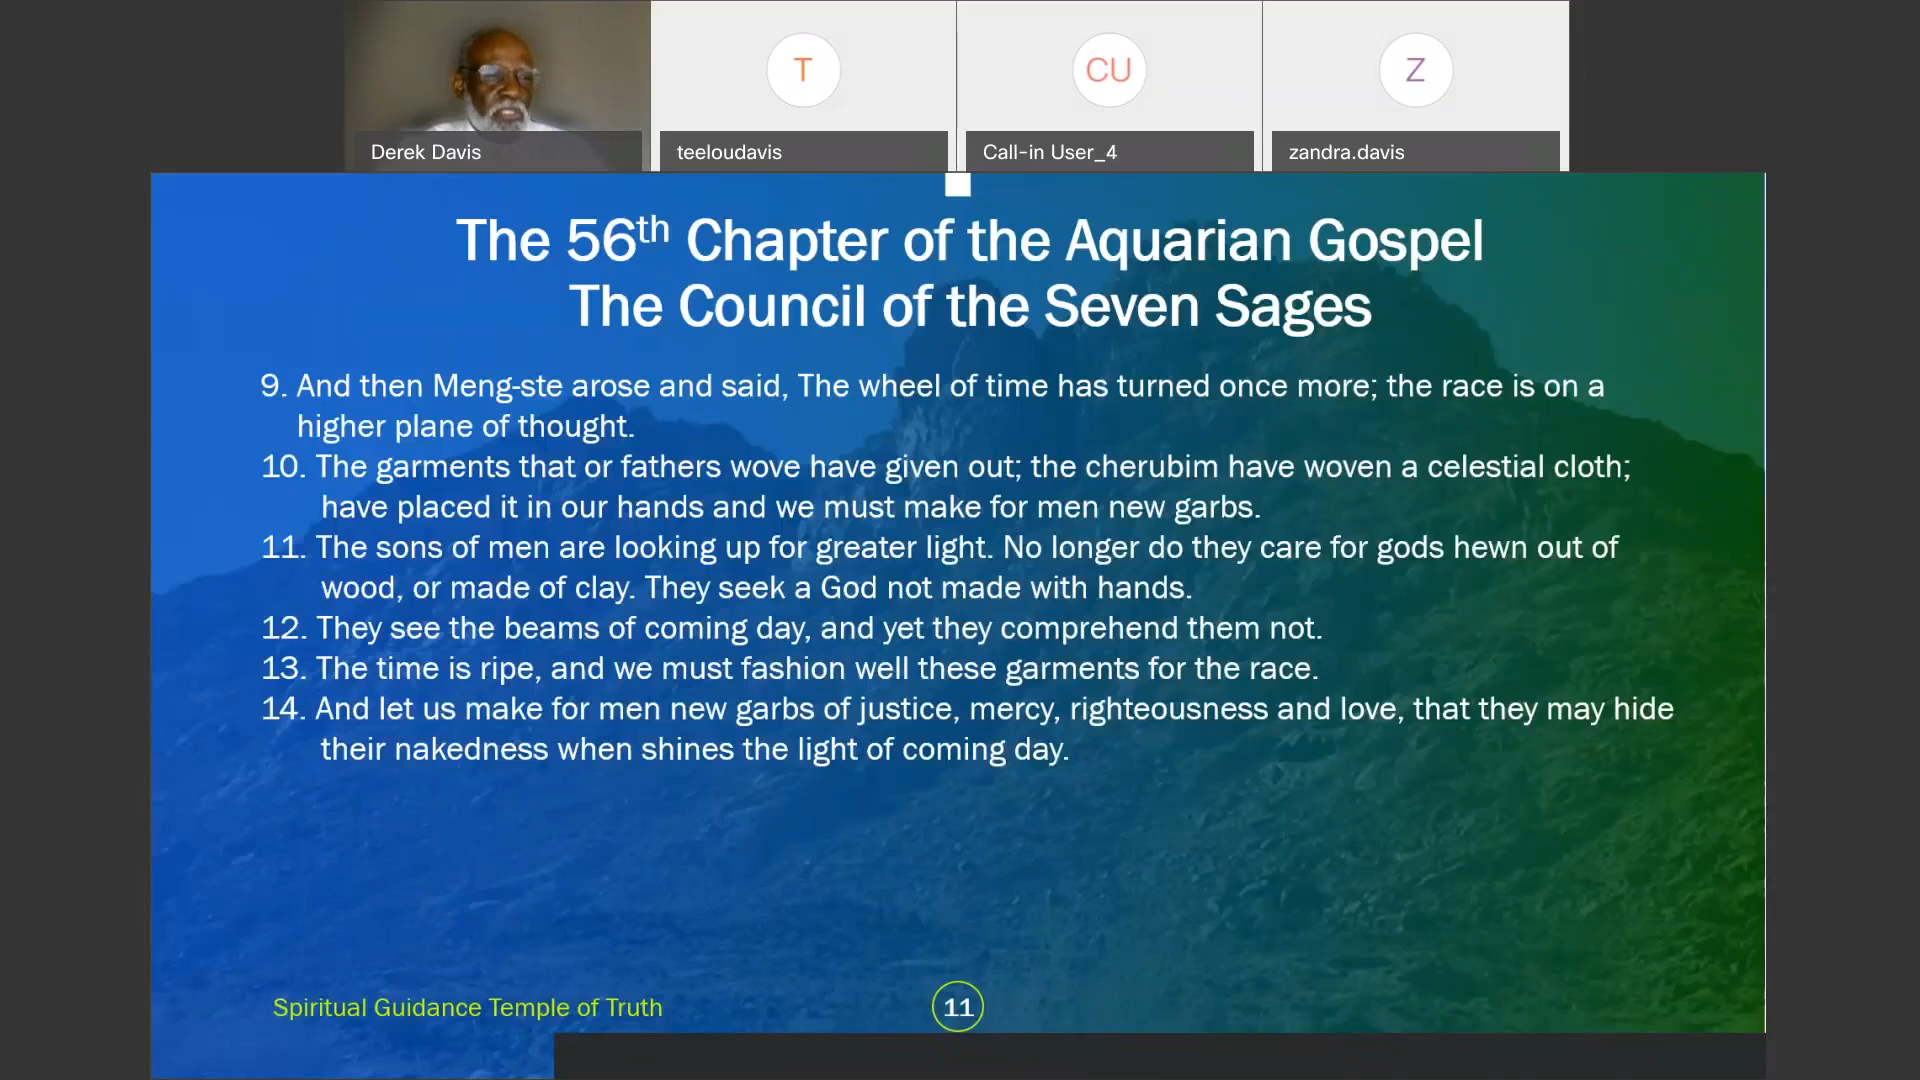 T
CU
Z
Derek Davis
teeloudavis
Call-in User_4
zandra.davis
The 56th Chapter of the Aquarian Gospel
The Council of the Seven Sages
9. And then Meng-ste arose and said, The wheel of time has turned once more; the race is on a
higher plane of thought.
10. The garments that or fathers wove have given out; the cherubim have woven a celestial cloth;
have placed it in our hands and we must make for men new garbs.
11. The sons of men are looking up for greater light. No longer do they care for gods hewn out of
wood, or made of clay. They seek a God not made with hands.
12. They see the beams of coming day, and yet they comprehend them not.
13. The time is ripe, and we must fashion well these garments for the race.
14. And let us make for men new garbs of justice, mercy, righteousness and love, that they may hide
their nakedness when shines the light of coming day.
Spiritual Guidance Temple of Truth
11